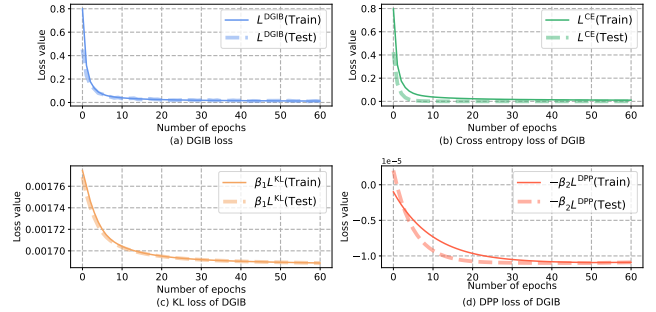 0.8
0.6
0.4
0.2
0.0
Loss value
L^DGIB(Train)
L^DGIB(Test)
0 10 20 30 40 50 60
Number of epochs
(a) DGIB loss
0.8
0.6
0.4
0.2
0.0
Loss value
L^CE(Train)
L^CE(Test)
0 10 20 30 40 50 60
Number of epochs
(b) Cross entropy loss of DGIB
0.00176
0.00174
0.00172
0.00170
Loss value
β₁L^KL(Train)
β₁L^KL(Test)
0 10 20 30 40 50 60
Number of epochs
(c) KL loss of DGIB
1e−5
0.0
−0.5
−1.0
Loss value
−β₂L^DPP(Train)
−β₂L^DPP(Test)
0 10 20 30 40 50 60
Number of epochs
(d) DPP loss of DGIB